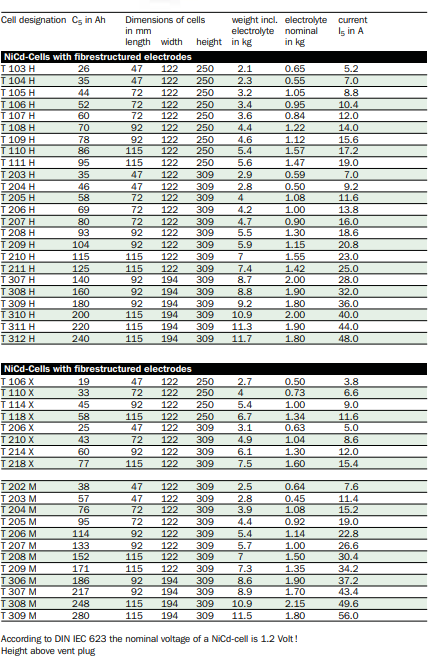 Cell designation C5 in Ah Dimensions of cells weight incl. electrolyte current
in mm electrolyte nominal I5 in A
length width height in kg in kg
NiCd-Cells with fibrestructured electrodes
T 103 H 26 47 122 250 2.1 0.65 5.2
T 104 H 35 47 122 250 2.3 0.55 7.0
T 105 H 44 72 122 250 3.2 1.05 8.8
T 106 H 52 72 122 250 3.4 0.95 10.4
T 107 H 60 72 122 250 3.6 0.84 12.0
T 108 H 70 92 122 250 4.4 1.22 14.0
T 109 H 78 92 122 250 4.6 1.12 15.6
T 110 H 86 115 122 250 5.4 1.57 17.2
T 111 H 95 115 122 250 5.6 1.47 19.0
T 203 H 35 47 122 309 2.9 0.59 7.0
T 204 H 46 47 122 309 2.8 0.50 9.2
T 205 H 58 72 122 309 4 1.08 11.6
T 206 H 69 72 122 309 4.2 1.00 13.8
T 207 H 80 72 122 309 4.7 0.90 16.0
T 208 H 93 92 122 309 5.5 1.30 18.6
T 209 H 104 92 122 309 5.9 1.15 20.8
T 210 H 115 115 122 309 7 1.55 23.0
T 211 H 125 115 122 309 7.4 1.42 25.0
T 307 H 140 92 194 309 8.7 2.00 28.0
T 308 H 160 92 194 309 8.8 1.90 32.0
T 309 H 180 92 194 309 9.2 1.80 36.0
T 310 H 200 115 194 309 10.9 2.00 40.0
T 311 H 220 115 194 309 11.3 1.90 44.0
T 312 H 240 115 194 309 11.7 1.80 48.0
NiCd-Cells with fibrestructured electrodes
T 106 X 19 47 122 250 2.7 0.50 3.8
T 110 X 33 72 122 250 4 0.73 6.6
T 114 X 45 92 122 250 5.4 1.00 9.0
T 118 X 58 115 122 250 6.7 1.34 11.6
T 206 X 25 47 122 309 3.1 0.63 5.0
T 210 X 43 72 122 309 4.9 1.04 8.6
T 214 X 60 92 122 309 6.1 1.30 12.0
T 218 X 77 115 122 309 7.5 1.60 15.4
T 202 M 38 47 122 309 2.5 0.64 7.6
T 203 M 57 47 122 309 2.8 0.45 11.4
T 204 M 76 72 122 309 3.9 1.08 15.2
T 205 M 95 72 122 309 4.4 0.92 19.0
T 206 M 114 92 122 309 5.4 1.14 22.8
T 207 M 133 92 122 309 5.7 1.00 26.6
T 208 M 152 115 122 309 7 1.50 30.4
T 209 M 171 115 122 309 7.3 1.35 34.2
T 306 M 186 92 194 309 8.6 1.90 37.2
T 307 M 217 92 194 309 8.9 1.70 43.4
T 308 M 248 115 194 309 10.9 2.15 49.6
T 309 M 280 115 194 309 11.5 1.80 56.0
According to DIN IEC 623 the nominal voltage of a NiCd-cell is 1.2 Volt !
Height above vent plug